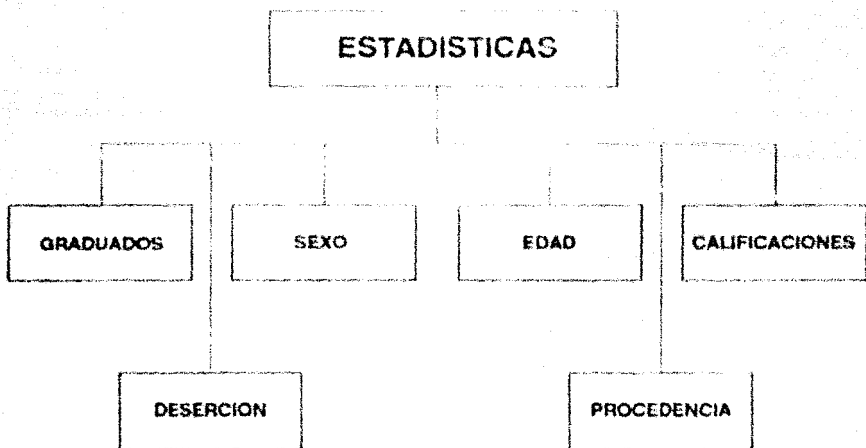 ESTADISTICAS
GRADUADOS
SEXO
EDAD
CALIFICACIONES
DESERCION
PROCEDENCIA